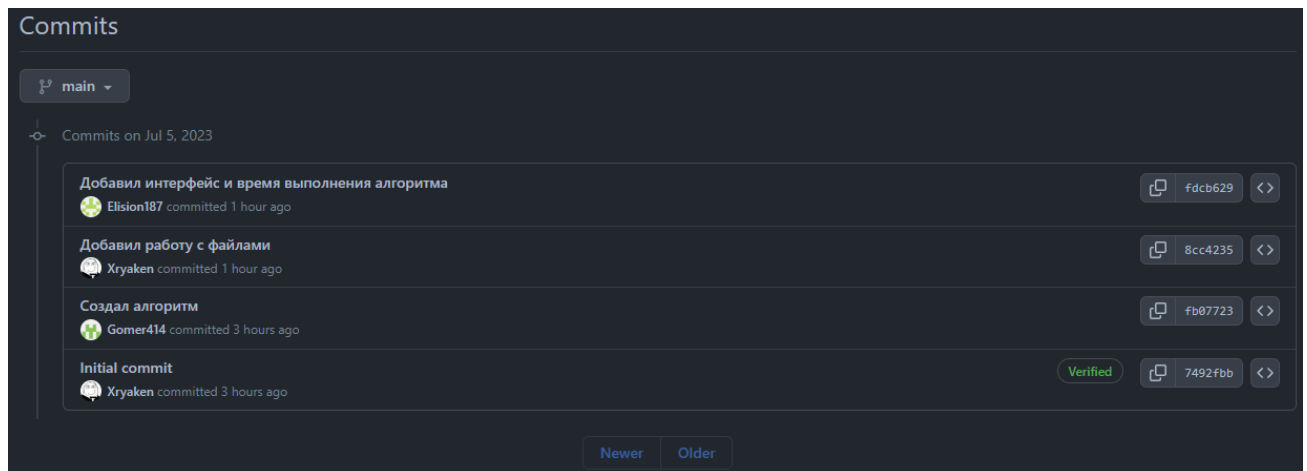 Commits
main
Commits on Jul 5, 2023
Добавил интерфейс и время выполнения алгоритма
fdcb629
Elision187 committed 1 hour ago
Добавил работу с файлами
8cc4235
Xryaken committed 1 hour ago
Создал алгоритм
fb07723
Gomer414 committed 3 hours ago
Initial commit
Verified
7492fbb
Xryaken committed 3 hours ago
Newer Older